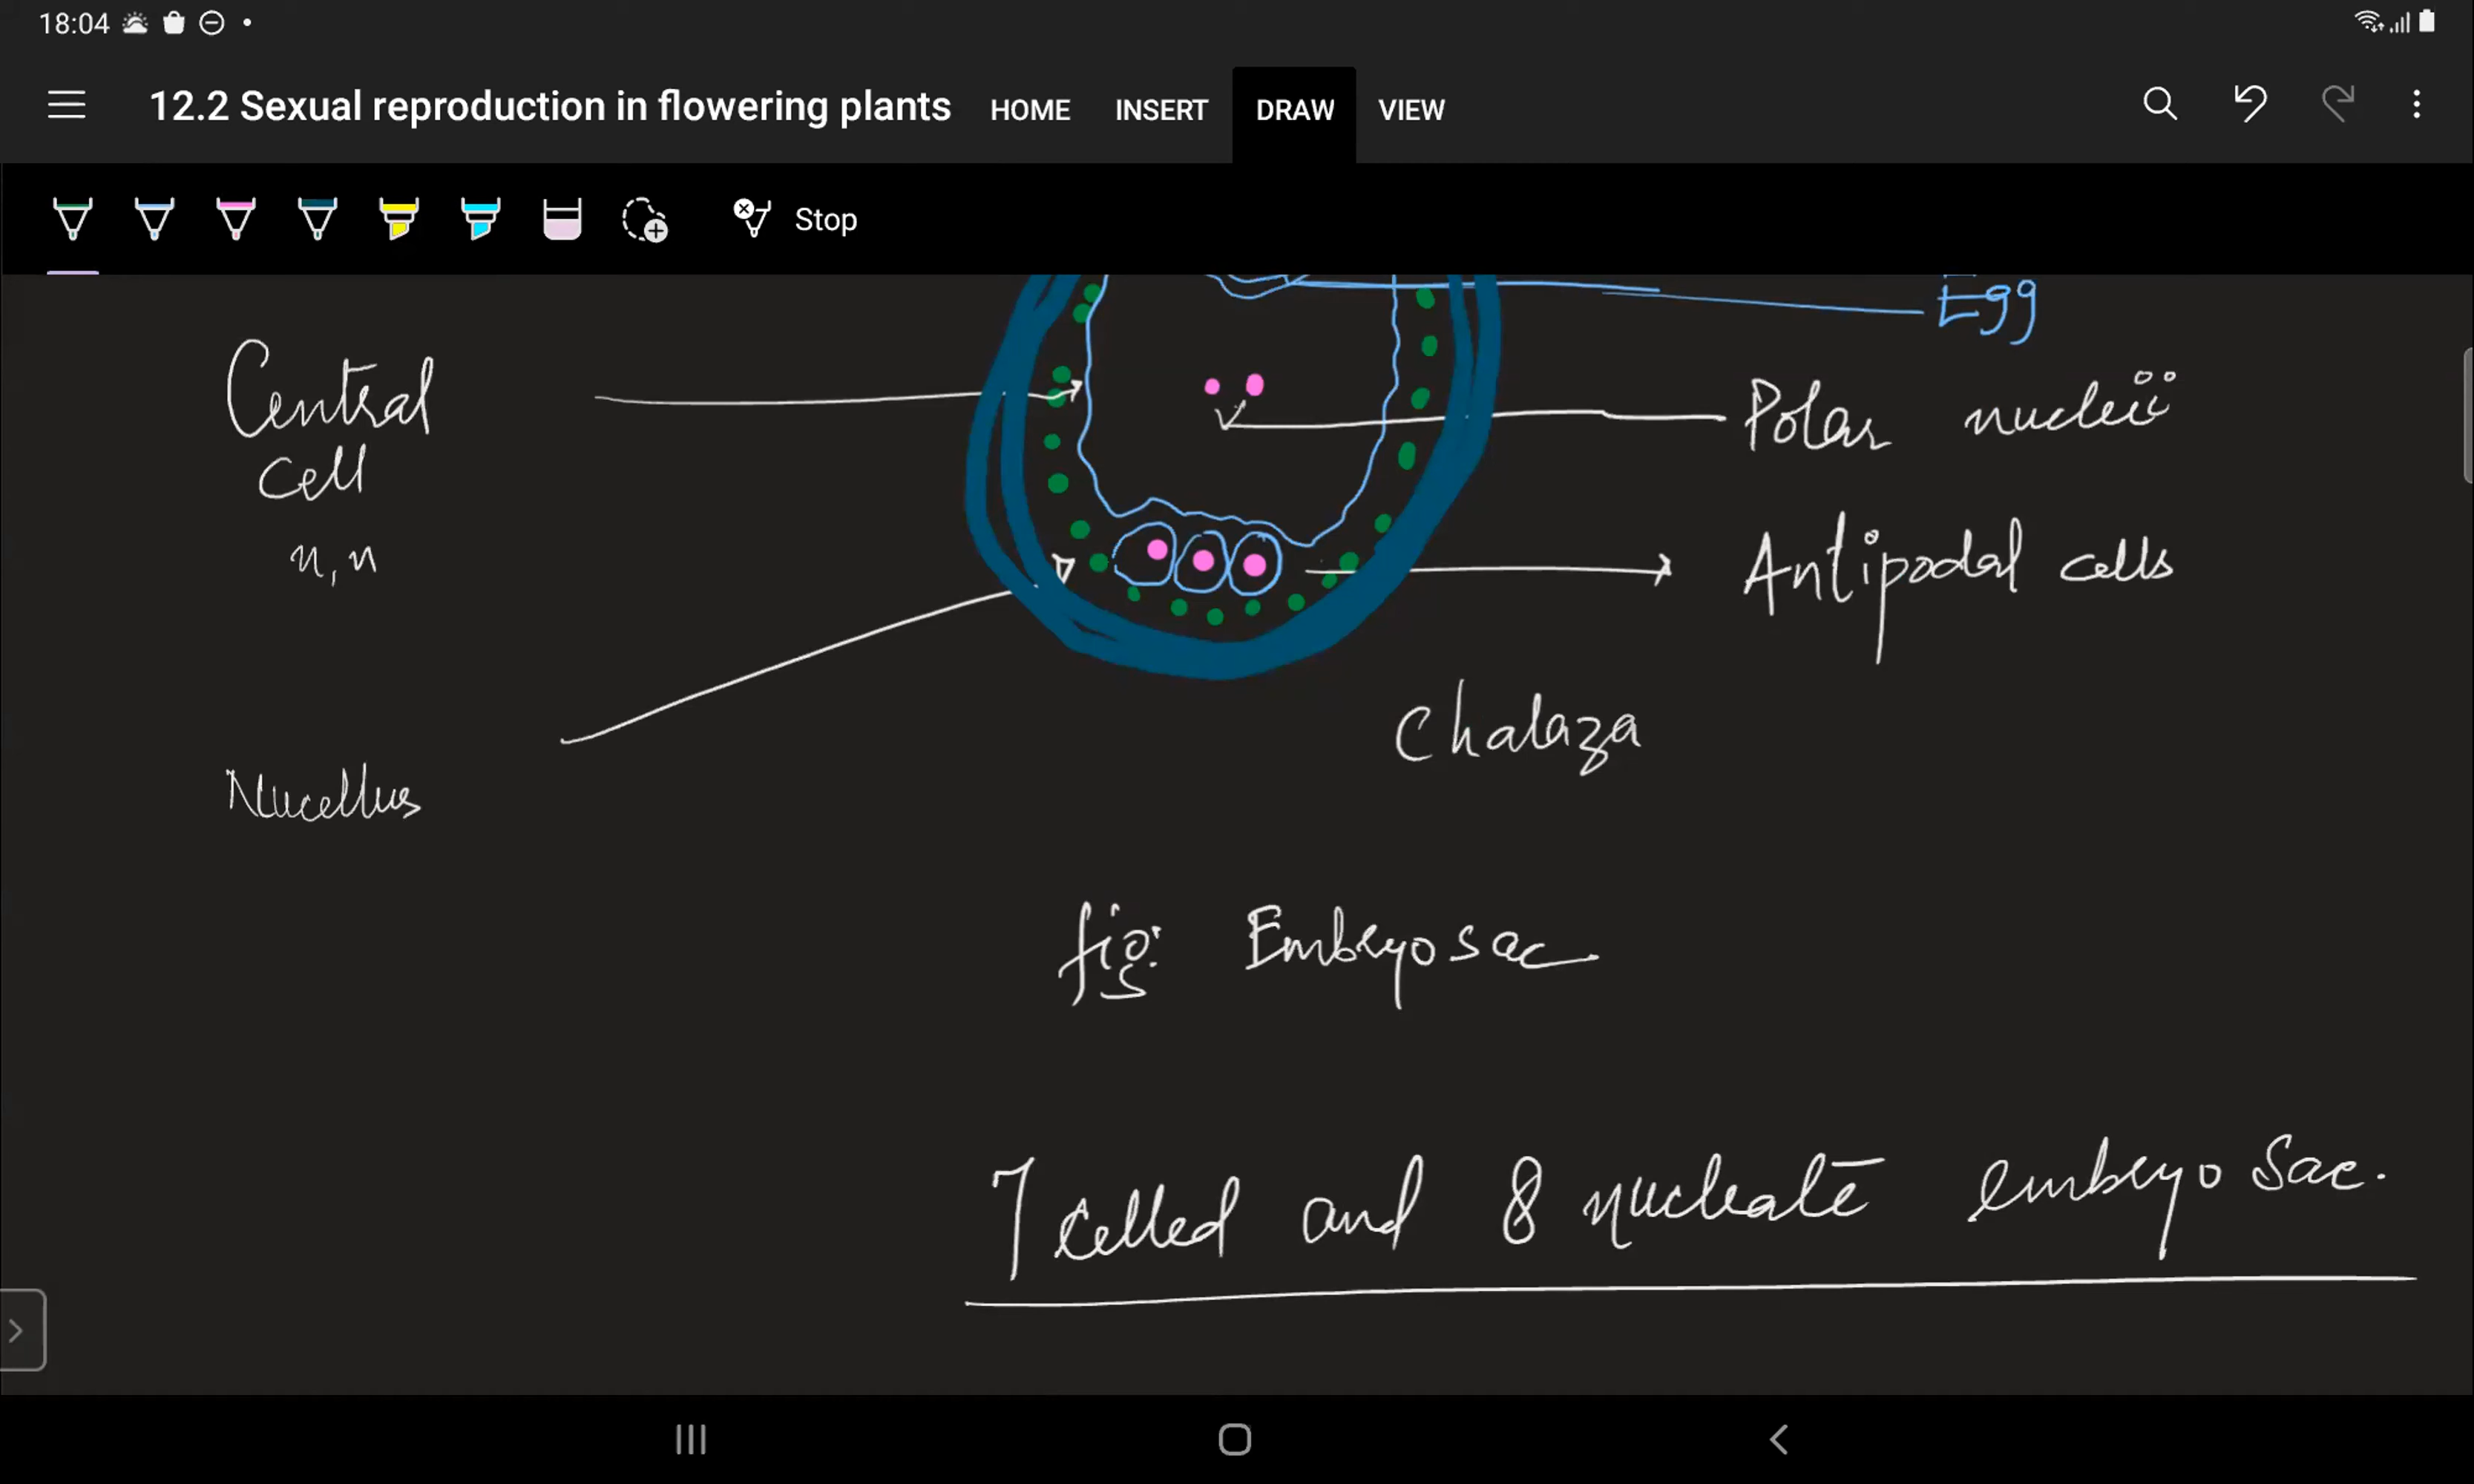 18:04
12.2 Sexual reproduction in flowering plants HOME INSERT DRAW VIEW
Stop
Egg
Central
cell
n, n
Polar nucleii
Antipodal cells
Chalaza
Nucellus
fig: Embryo sac
7 celled and 8 nucleate embryo sac.